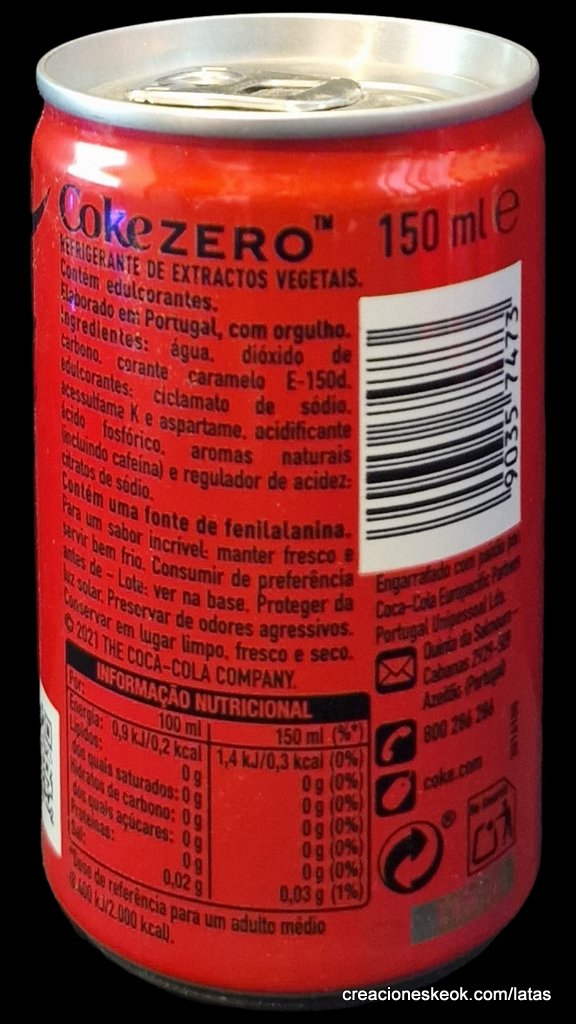 Coke ZERO™
150 ml e
REFRIGERANTE DE EXTRACTOS VEGETAIS.
Contém edulcorantes.
Elaborado em Portugal, com orgulho.
Ingredientes: água, dióxido de
carbono, corante caramelo E-150d,
edulcorantes: ciclamato de sódio,
acessulfame K e aspartame, acidificante
ácido fosfórico, aromas naturais
(incluindo cafeína) e regulador de acidez:
citratos de sódio.
Contém uma fonte de fenilalanina.
Para um sabor incrível: manter fresco e
servir bem frio. Consumir de preferência
antes de - Lote: ver na base. Proteger da
luz solar. Preservar de odores agressivos.
Conservar em lugar limpo, fresco e seco.
© 2021 THE COCA-COLA COMPANY.
INFORMAÇÃO NUTRICIONAL
Por: 100 ml 150 ml (%*)
Energia: 0,9 kJ/0,2 kcal 1,4 kJ/0,3 kcal (0%)
Lípidos: 0 g 0 g (0%)
dos quais saturados: 0 g 0 g (0%)
Hidratos de carbono: 0 g 0 g (0%)
dos quais açúcares: 0 g 0 g (0%)
Proteínas: 0 g 0 g (0%)
Sal: 0,02 g 0,03 g (1%)
*Dose de referência para um adulto médio
(8.400 kJ/2.000 kcal).
9035 7473
Engarrafado com paixão por:
Coca-Cola Europacific Partners
Portugal Unipessoal Lda.
Quinta da Salmoura-
Cabanas 2929-509
Azeitão (Portugal)
800 286 286
coke.com
®
creacioneskeok.com/latas